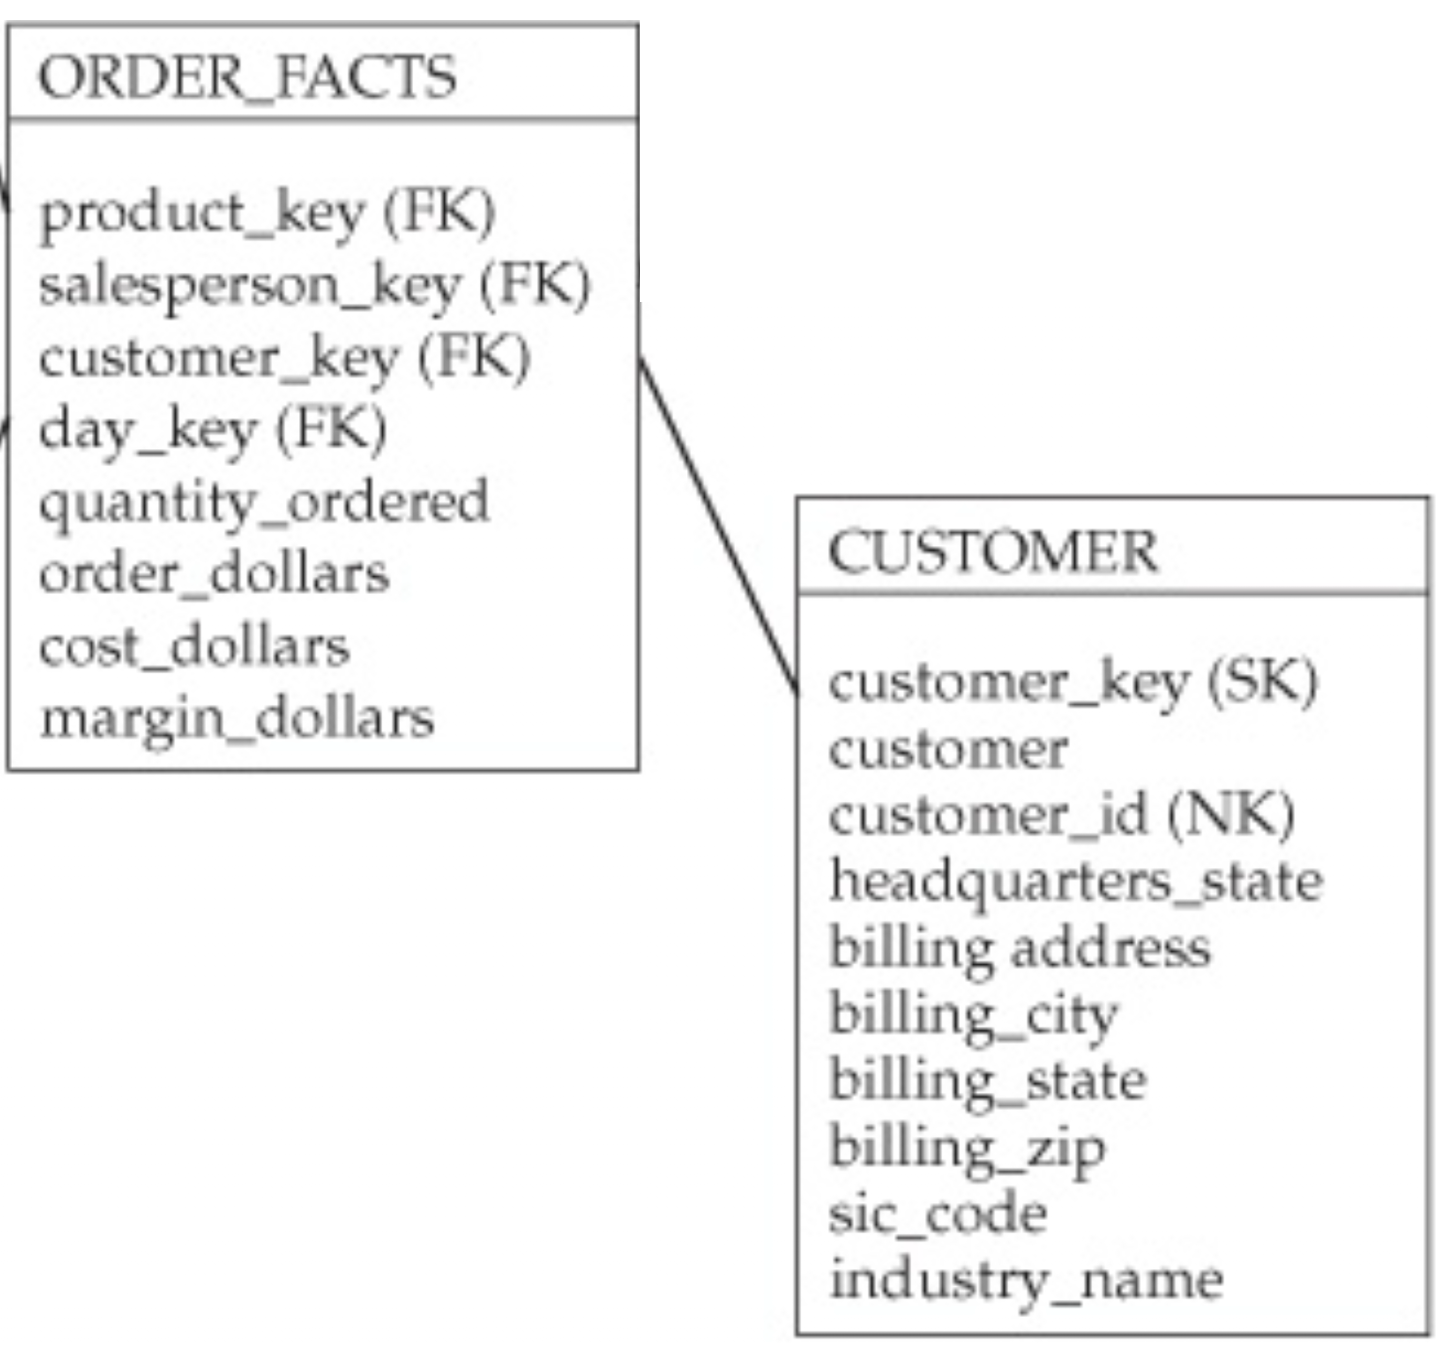 ORDER_FACTS
product_key (FK)
salesperson_key (FK)
customer_key (FK)
day_key (FK)
quantity_ordered
order_dollars
cost_dollars
margin_dollars
CUSTOMER
customer_key (SK)
customer
customer_id (NK)
headquarters_state
billing address
billing_city
billing_state
billing_zip
sic_code
industry_name